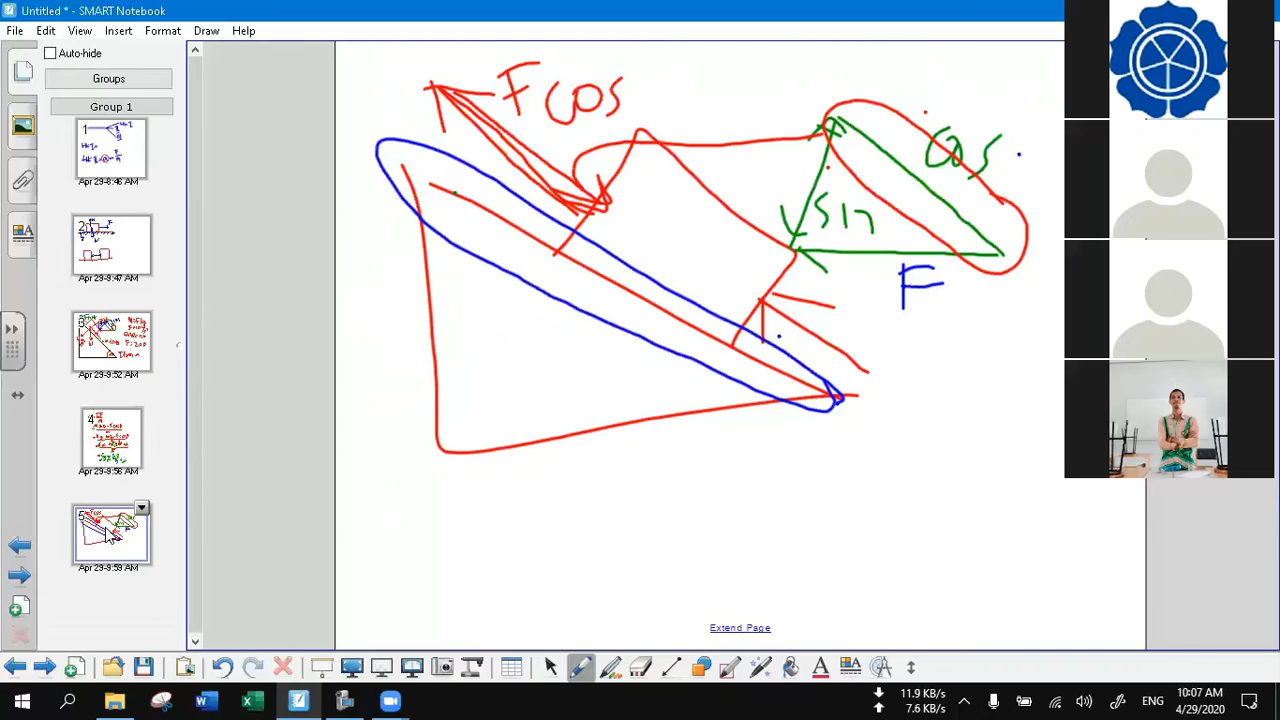 Untitled * - SMART Notebook
File Edit View Insert Format Draw Help
Auto-hide
Groups
Group 1
Apr 29-8:46 AM
Apr 29-9:47 AM
Apr 29-9:52 AM
Apr 29-9:56 AM
Apr 29-9:59 AM
F cos
cos
sin
F
Extend Page
11.9 KB/s
7.6 KB/s
ENG
10:07 AM
4/29/2020